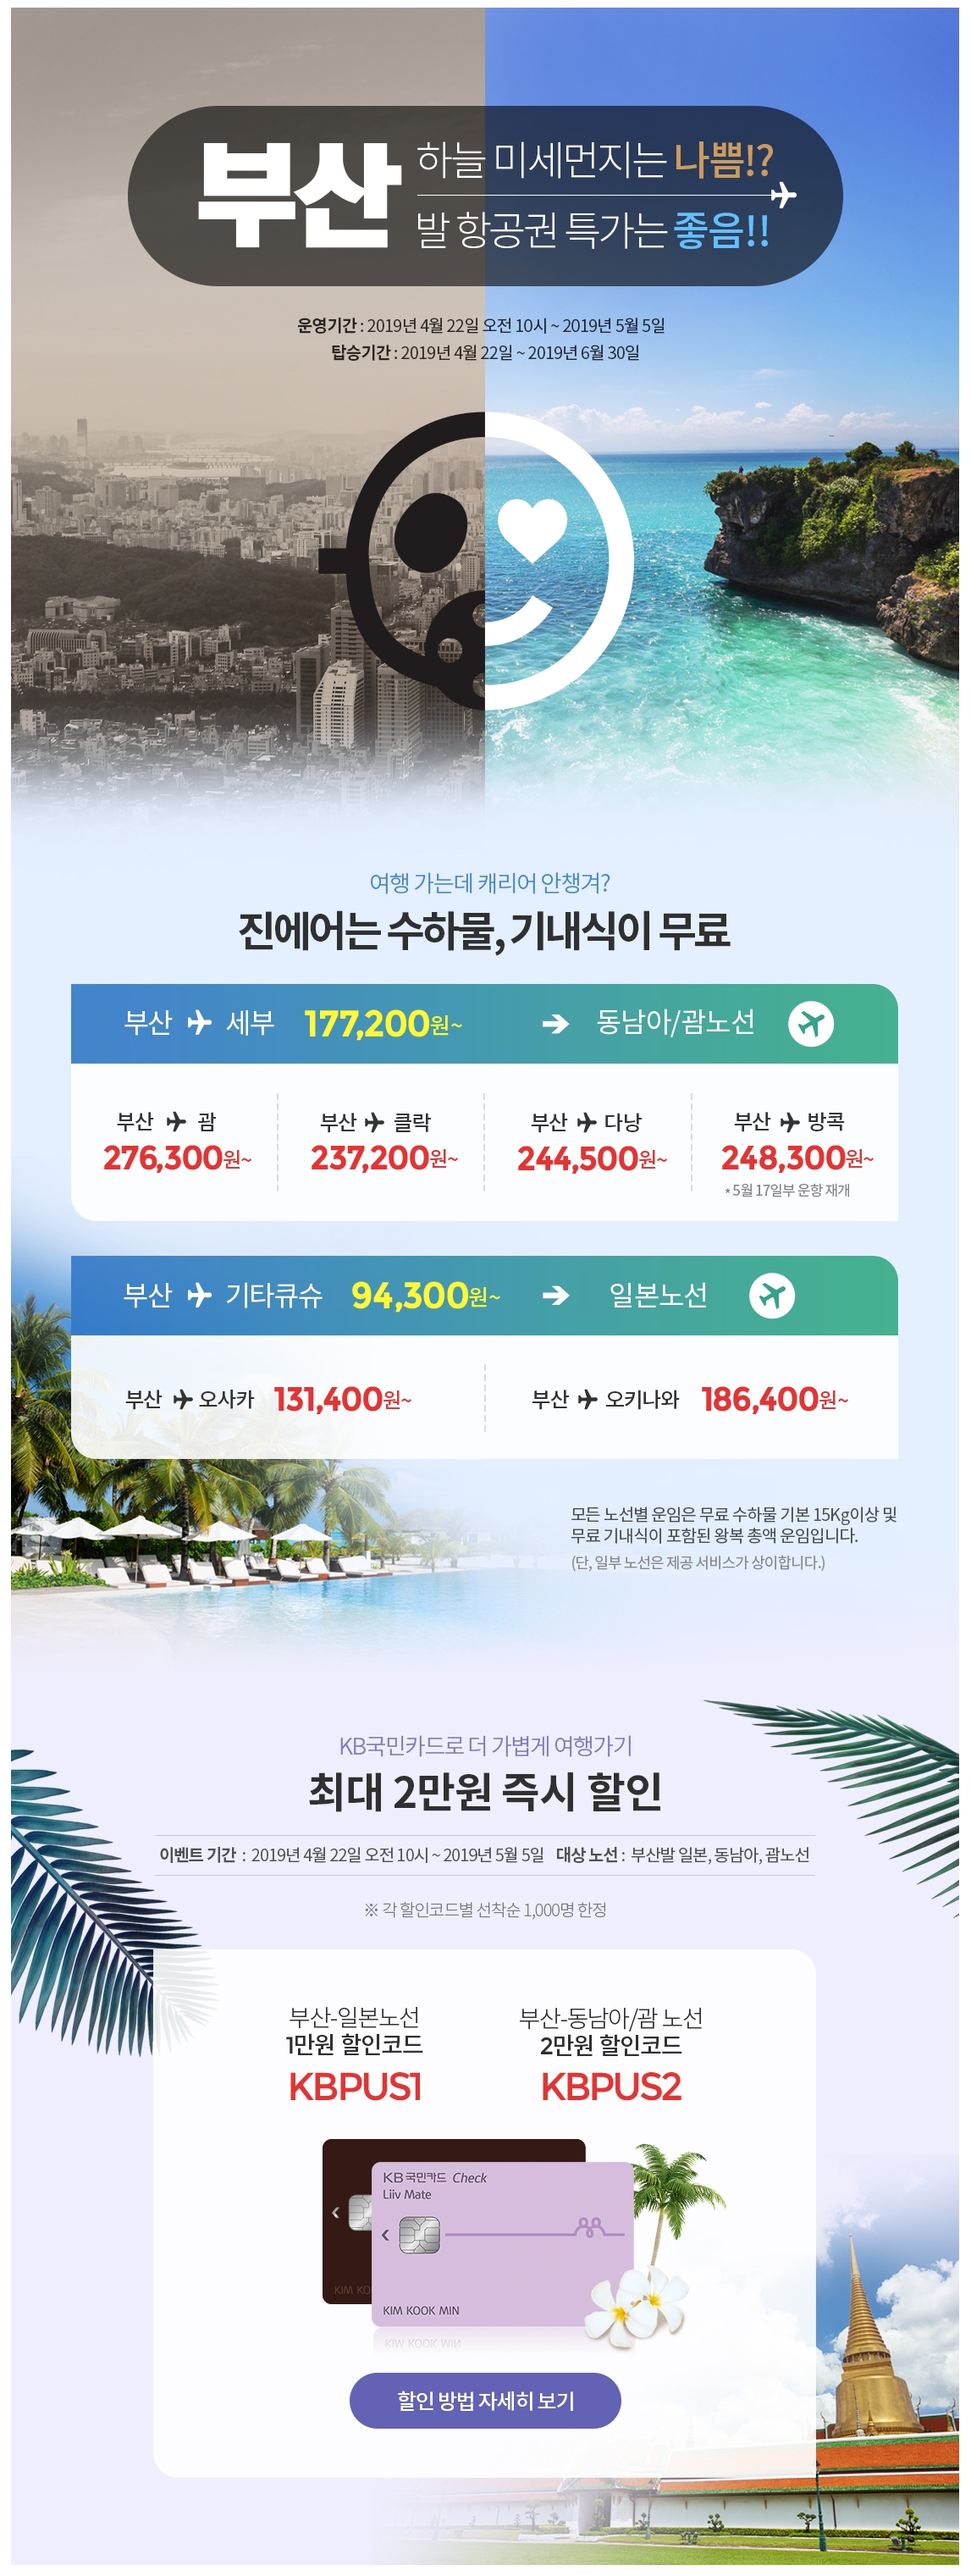 부산
하늘 미세먼지는 나쁨!?
발 항공권 특가는 좋음!!
운영기간 : 2019년 4월 22일 오전 10시 ~ 2019년 5월 5일
탑승기간 : 2019년 4월 22일 ~ 2019년 6월 30일
여행 가는데 캐리어 안챙겨?
진에어는 수하물, 기내식이 무료
부산 세부 177,200원~ 동남아/괌노선
부산 괌
276,300원~
부산 클락
237,200원~
부산 다낭
244,500원~
부산 방콕
248,300원~
* 5월 17일부 운항 재개
부산 기타큐슈 94,300원~ 일본노선
부산 오사카 131,400원~
부산 오키나와 186,400원~
모든 노선별 운임은 무료 수하물 기본 15Kg이상 및
무료 기내식이 포함된 왕복 총액 운임입니다.
(단, 일부 노선은 제공 서비스가 상이합니다.)
KB국민카드로 더 가볍게 여행가기
최대 2만원 즉시 할인
이벤트 기간 : 2019년 4월 22일 오전 10시 ~ 2019년 5월 5일 대상 노선 : 부산발 일본, 동남아, 괌노선
※ 각 할인코드별 선착순 1,000명 한정
부산-일본노선
1만원 할인코드
KBPUS1
부산-동남아/괌 노선
2만원 할인코드
KBPUS2
KB국민카드 Check
Liiv Mate
KIM KO
KIM KOOK MIN
할인 방법 자세히 보기